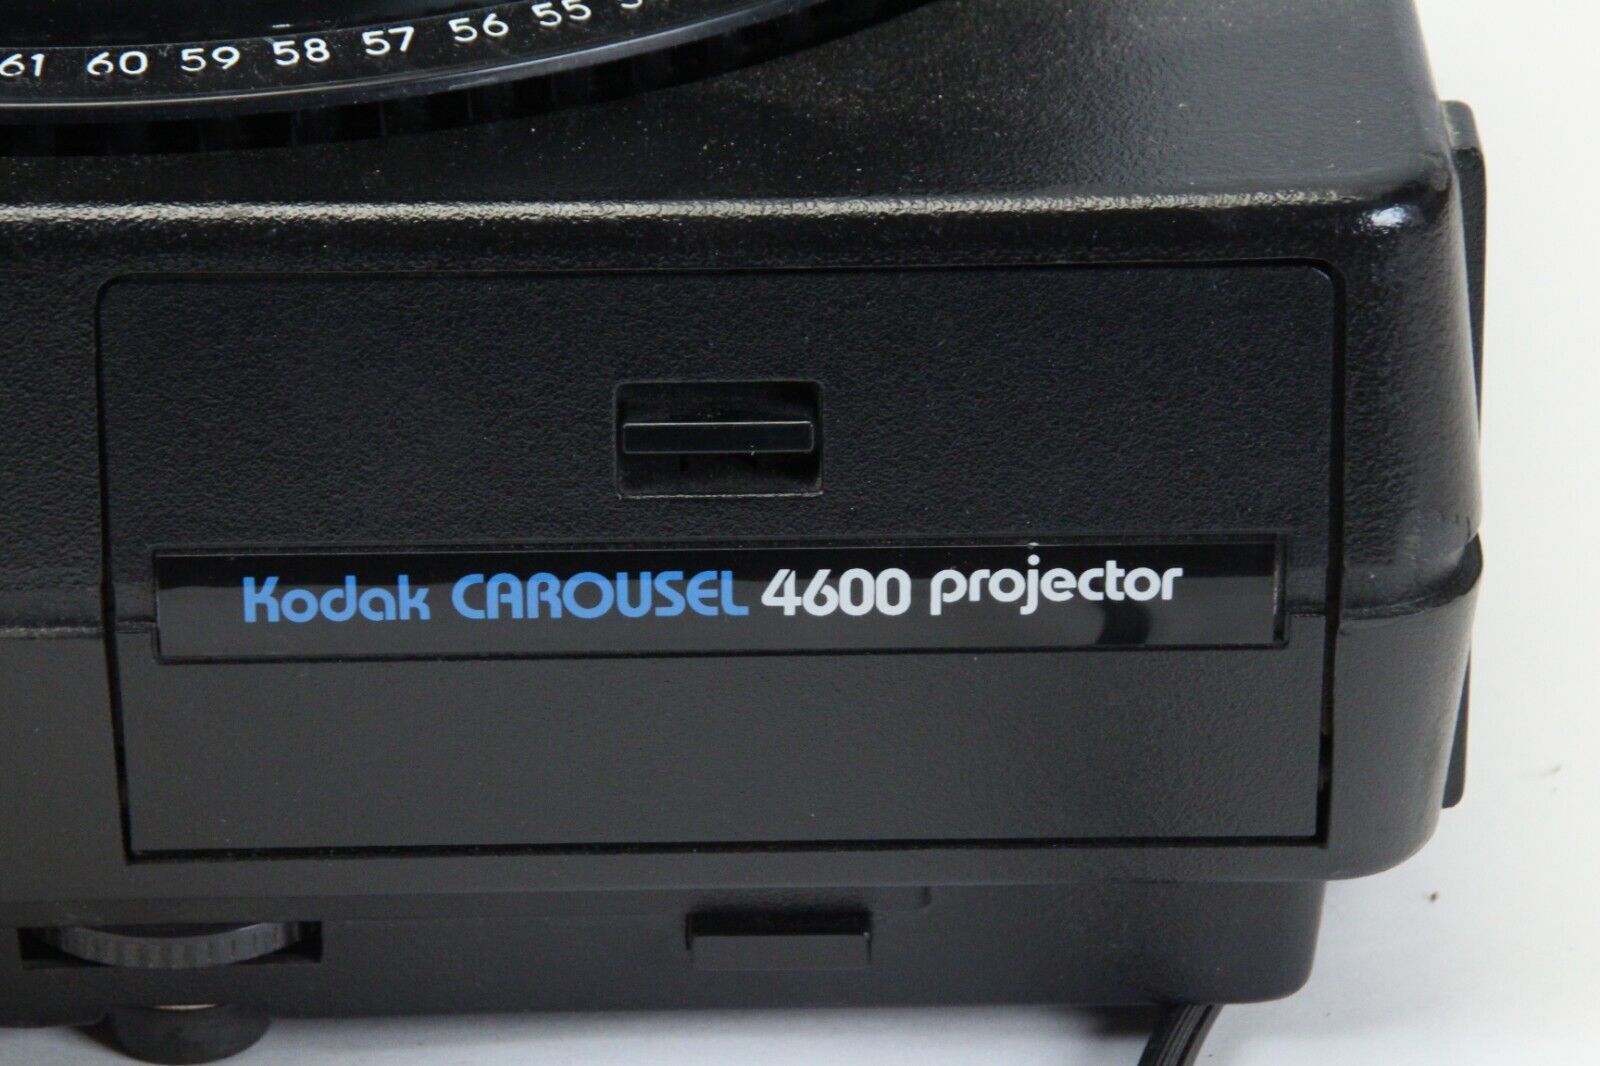 61 60 59 58 57 56 55
Kodak CAROUSEL 4600 projector